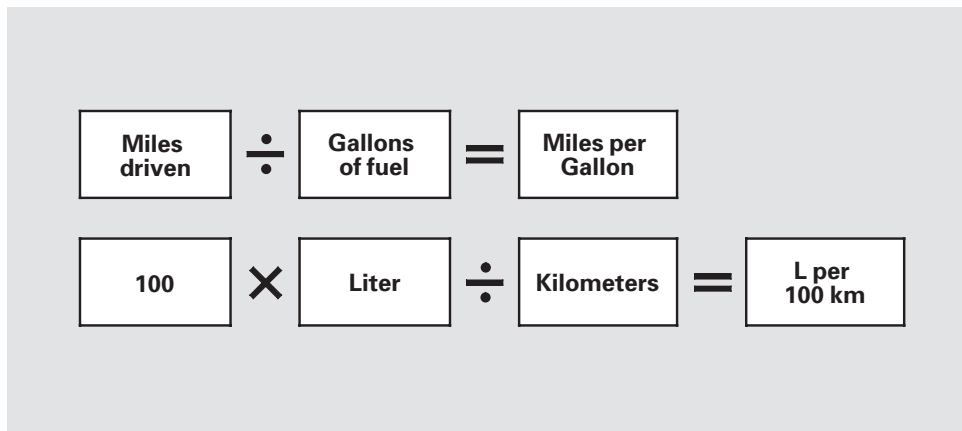 Miles driven ÷ Gallons of fuel = Miles per Gallon
100 × Liter ÷ Kilometers = L per 100 km